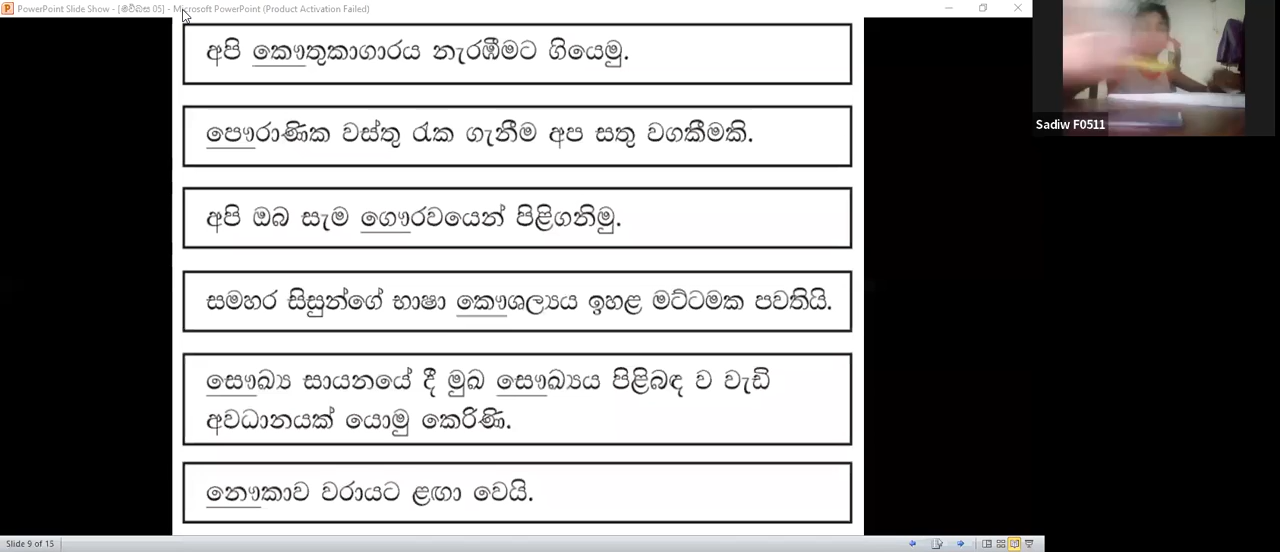 PowerPoint Slide Show - [මව්බස 05] - Microsoft PowerPoint (Product Activation Failed)
අපි කෞතුකාගාරය නැරඹීමට ගියෙමු.
පෞරාණික වස්තු රැක ගැනීම අප සතු වගකීමකි.
අපි ඔබ සැම ගෞරවයෙන් පිළිගනිමු.
සමහර සිසුන්ගේ භාෂා කෞශල්‍යය ඉහළ මට්ටමක පවතියි.
සෞඛ්‍ය සායනයේ දී මුඛ සෞඛ්‍යය පිළිබඳ ව වැඩි
අවධානයක් යොමු කෙරිණි.
නෞකාව වරායට ළඟා වෙයි.
Sadiw F0511
Slide 9 of 15